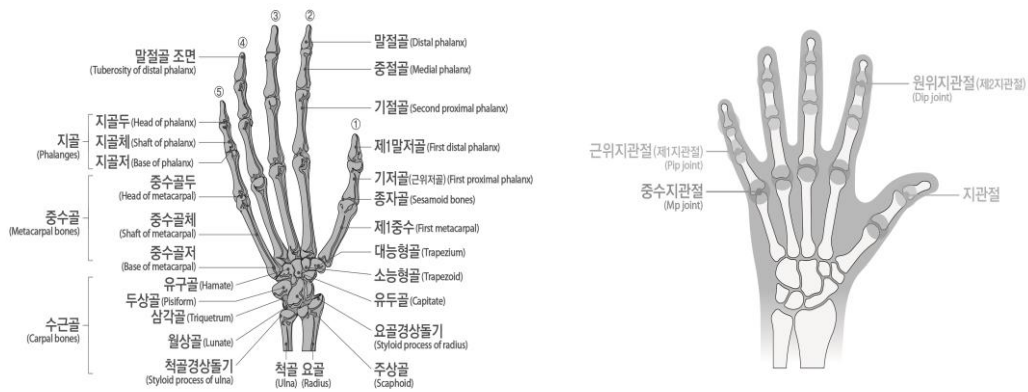 ③
②
④
말절골 조면
(Tuberosity of distal phalanx)
⑤
지골
(Phalanges)
지골두(Head of phalanx)
지골체(Shaft of phalanx)
지골저(Base of phalanx)
중수골
(Metacarpal bones)
중수골두
(Head of metacarpal)
중수골체
(Shaft of metacarpal)
중수골저
(Base of metacarpal)
수근골
(Carpal bones)
유구골(Hamate)
두상골(Pisiform)
삼각골(Triquetrum)
월상골(Lunate)
척골경상돌기
(Styloid process of ulna)
척골
(Ulna)
요골
(Radius)
말절골(Distal phalanx)
중절골(Medial phalanx)
기절골(Second proximal phalanx)
①
제1말저골(First distal phalanx)
기저골(근위저골)(First proximal phalanx)
종자골(Sesamoid bones)
제1중수(First metacarpal)
대능형골(Trapezium)
소능형골(Trapezoid)
유두골(Capitate)
요골경상돌기
(Styloid process of radius)
주상골
(Scaphoid)
원위지관절(제2지관절)
(Dip joint)
근위지관절(제1지관절)
(Pip joint)
중수지관절
(Mp joint)
지관절